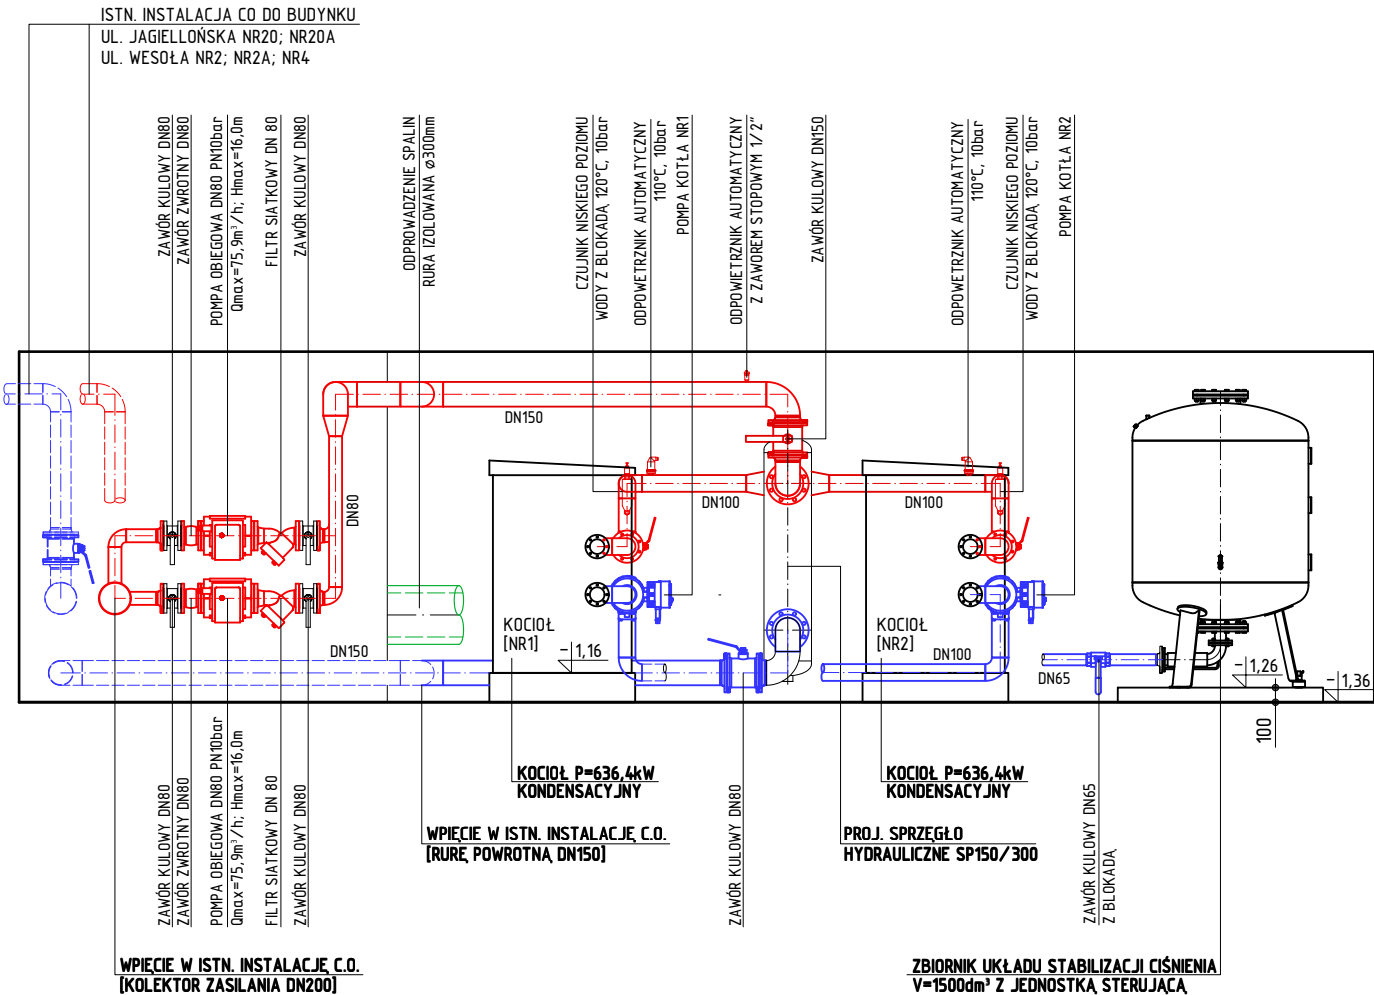 ISTN. INSTALACJA CO DO BUDYNKU
UL. JAGIELLOŃSKA NR20; NR20A
UL. WESOŁA NR2; NR2A; NR4
ZAWÓR KULOWY DN80
ZAWÓR ZWROTNY DN80
POMPA OBIEGOWA DN80 PN10bar
Qmax=75,9m³/h; Hmax=16,0m
FILTR SIATKOWY DN 80
ZAWÓR KULOWY DN80
ODPROWADZENIE SPALIN
RURA IZOLOWANA ø300mm
CZUJNIK NISKIEGO POZIOMU
WODY Z BLOKADĄ 120°C, 10bar
ODPOWETRZNIK AUTOMATYCZNY
110°C, 10bar
POMPA KOTŁA NR1
ODPOWIETRZNIK AUTOMATYCZNY
Z ZAWOREM STOPOWYM 1/2"
ZAWÓR KULOWY DN150
ODPOWETRZNIK AUTOMATYCZNY
110°C, 10bar
CZUJNIK NISKIEGO POZIOMU
WODY Z BLOKADĄ 120°C, 10bar
POMPA KOTŁA NR2
DN150
DN80
DN100
DN100
KOCIOŁ
[NR1]
-1,16
KOCIOŁ
[NR2]
DN150
DN100
DN65
-1,26
-1,36
100
ZAWÓR KULOWY DN80
ZAWÓR ZWROTNY DN80
POMPA OBIEGOWA DN80 PN10bar
Qmax=75,9m³/h; Hmax=16,0m
FILTR SIATKOWY DN 80
ZAWÓR KULOWY DN80
KOCIOŁ P=636,4kW
KONDENSACYJNY
WPIĘCIE W ISTN. INSTALACJĘ C.O.
[RURĘ POWROTNĄ DN150]
ZAWÓR KULOWY DN80
KOCIOŁ P=636,4kW
KONDENSACYJNY
PROJ. SPRZĘGŁO
HYDRAULICZNE SP150/300
ZAWÓR KULOWY DN65
Z BLOKADĄ
WPIĘCIE W ISTN. INSTALACJĘ C.O.
[KOLEKTOR ZASILANIA DN200]
ZBIORNIK UKŁADU STABILIZACJI CIŚNIENIA
V=1500dm³ Z JEDNOSTKĄ STERUJĄCĄ